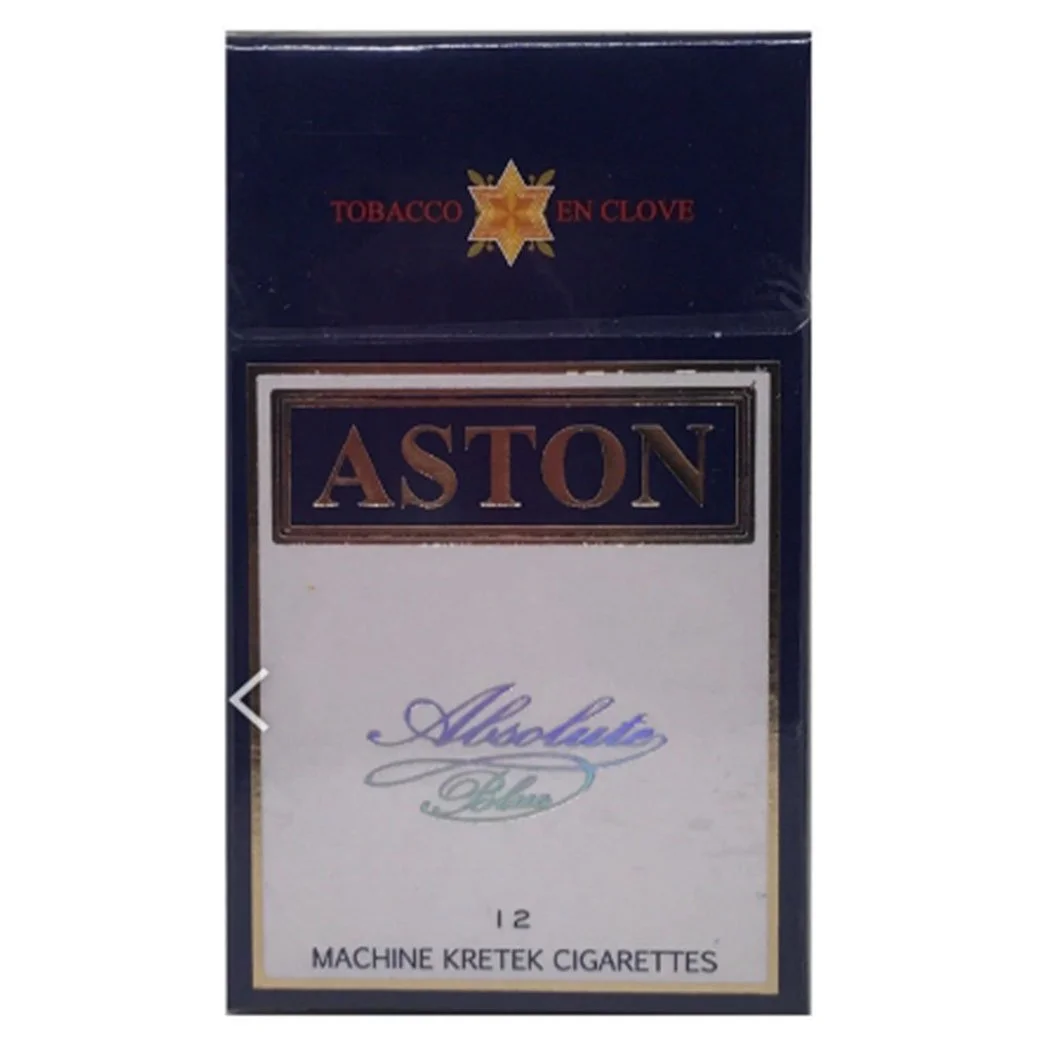 TOBACCO EN CLOVE
ASTON
Absolute
Blue
12
MACHINE KRETEK CIGARETTES